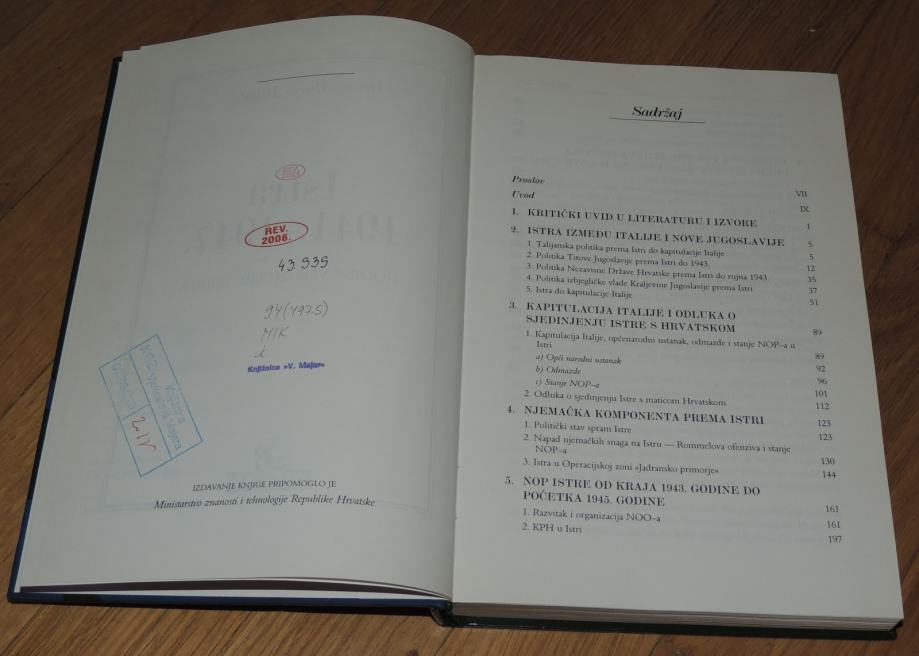 REV.
2006.
43.939
94(497.5)
MIK
i
Knjižnica »V. Majer«
Knjižnica
KGZ Vjekoslava Majera
IZDAVANJE KNJIGE PRIPOMOGLO JE
Ministarstvo znanosti i tehnologije Republike Hrvatske
Sadržaj
Proslov VII
Uvod IX
1. KRITIČKI UVID U LITERATURU I IZVORE 1
2. ISTRA IZMEĐU ITALIJE I NOVE JUGOSLAVIJE 5
1. Talijanska politika prema Istri do kapitulacije Italije 5
2. Politika Titove Jugoslavije prema Istri do 1943. 12
3. Politika Nezavisne Države Hrvatske prema Istri do rujna 1943. 35
4. Politika izbjegličke vlade Kraljevine Jugoslavije prema Istri 37
5. Istra do kapitulacije Italije 51
3. KAPITULACIJA ITALIJE I ODLUKA O
SJEDINJENJU ISTRE S HRVATSKOM 89
1. Kapitulacija Italije, općenarodni ustanak, odmazde i stanje NOP–a u
Istri 89
a) Opći narodni ustanak 92
b) Odmazde 96
c) Stanje NOP–a 101
2. Odluka o sjedinjenju Istre s maticom Hrvatskom 112
4. NJEMAČKA KOMPONENTA PREMA ISTRI 123
1. Politički stav spram Istre 123
2. Napad njemačkih snaga na Istru — Rommelova ofenziva i stanje
NOP–a 130
3. Istra u Operacijskoj zoni »Jadransko primorje« 144
5. NOP ISTRE OD KRAJA 1943. GODINE DO
POČETKA 1945. GODINE 161
1. Razvitak i organizacija NOO–a 161
2. KPH u Istri 197